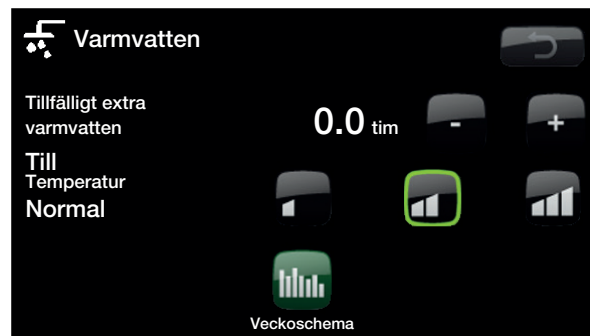 Varmvatten
Tillfälligt extra
varmvatten
0.0 tim
-
+
Till
Temperatur
Normal
Veckoschema